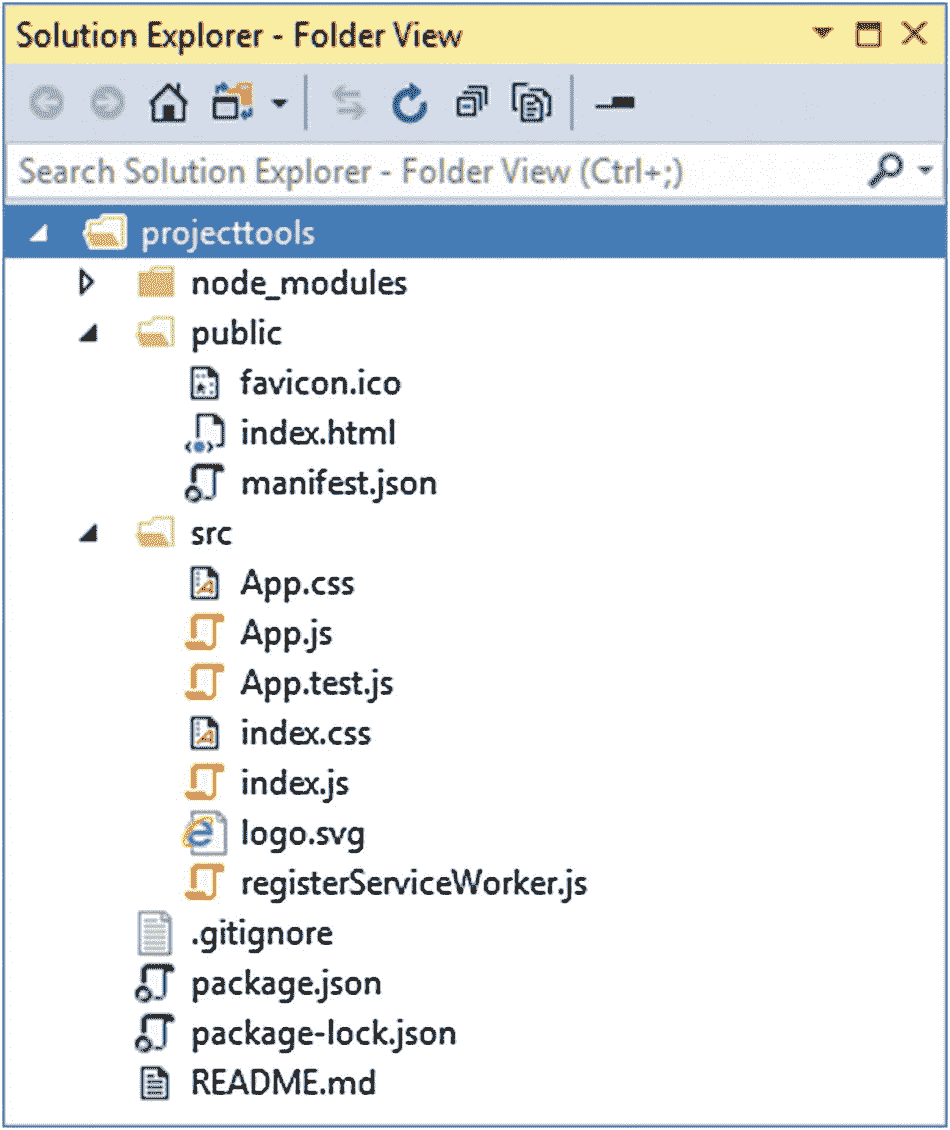 Solution Explorer - Folder View
Search Solution Explorer - Folder View (Ctrl+;)
projecttools
node_modules
public
favicon.ico
index.html
manifest.json
src
App.css
App.js
App.test.js
index.css
index.js
logo.svg
registerServiceWorker.js
.gitignore
package.json
package-lock.json
README.md